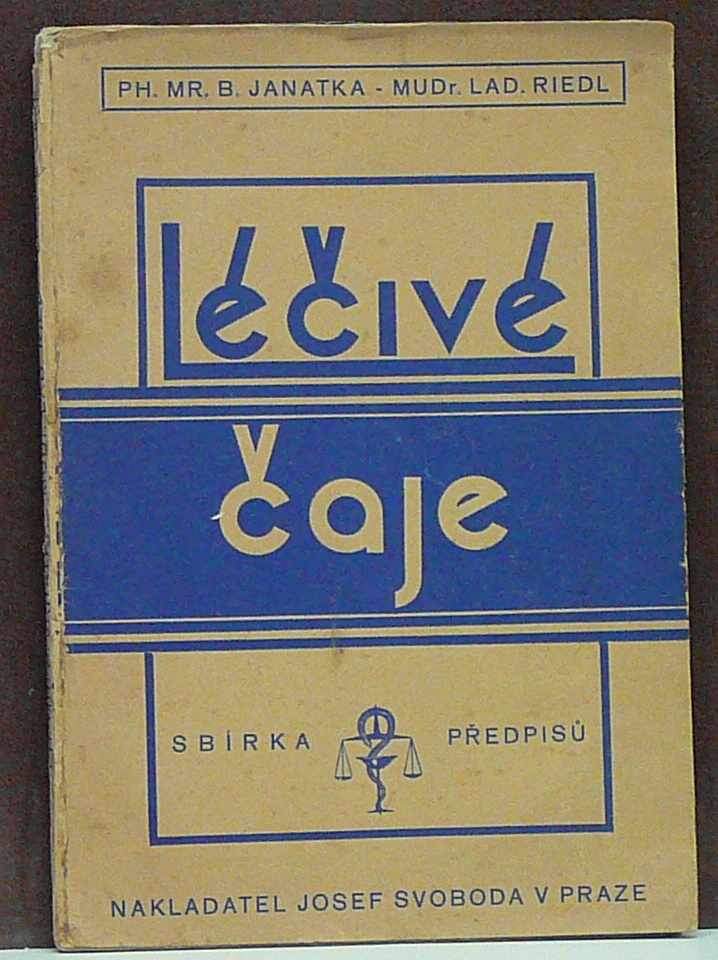 PH. MR. B. JANATKA - MUDr. LAD. RIEDL
Léčivé
čaje
SBÍRKA PŘEDPISŮ
NAKLADATEL JOSEF SVOBODA V PRAZE